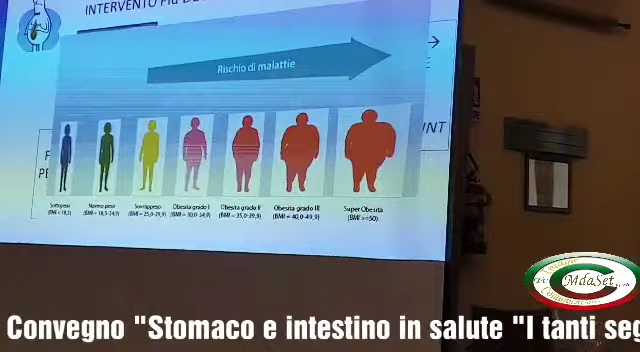 INTERVENTO PIÙ
Rischio di malattie
Sottopeso
(BMI < 18,5)
Normo peso
(BMI = 18,5-24,9)
Sovrappeso
(BMI = 25,0-29,9)
Obesità grado I
(BMI = 30,0-34,9)
Obesità grado II
(BMI = 35,0-39,9)
Obesità grado III
(BMI = 40,0-49,9)
Super Obesità
(BMI >=50)
MdaSet
Convegno "Stomaco e intestino in salute "I tanti seg